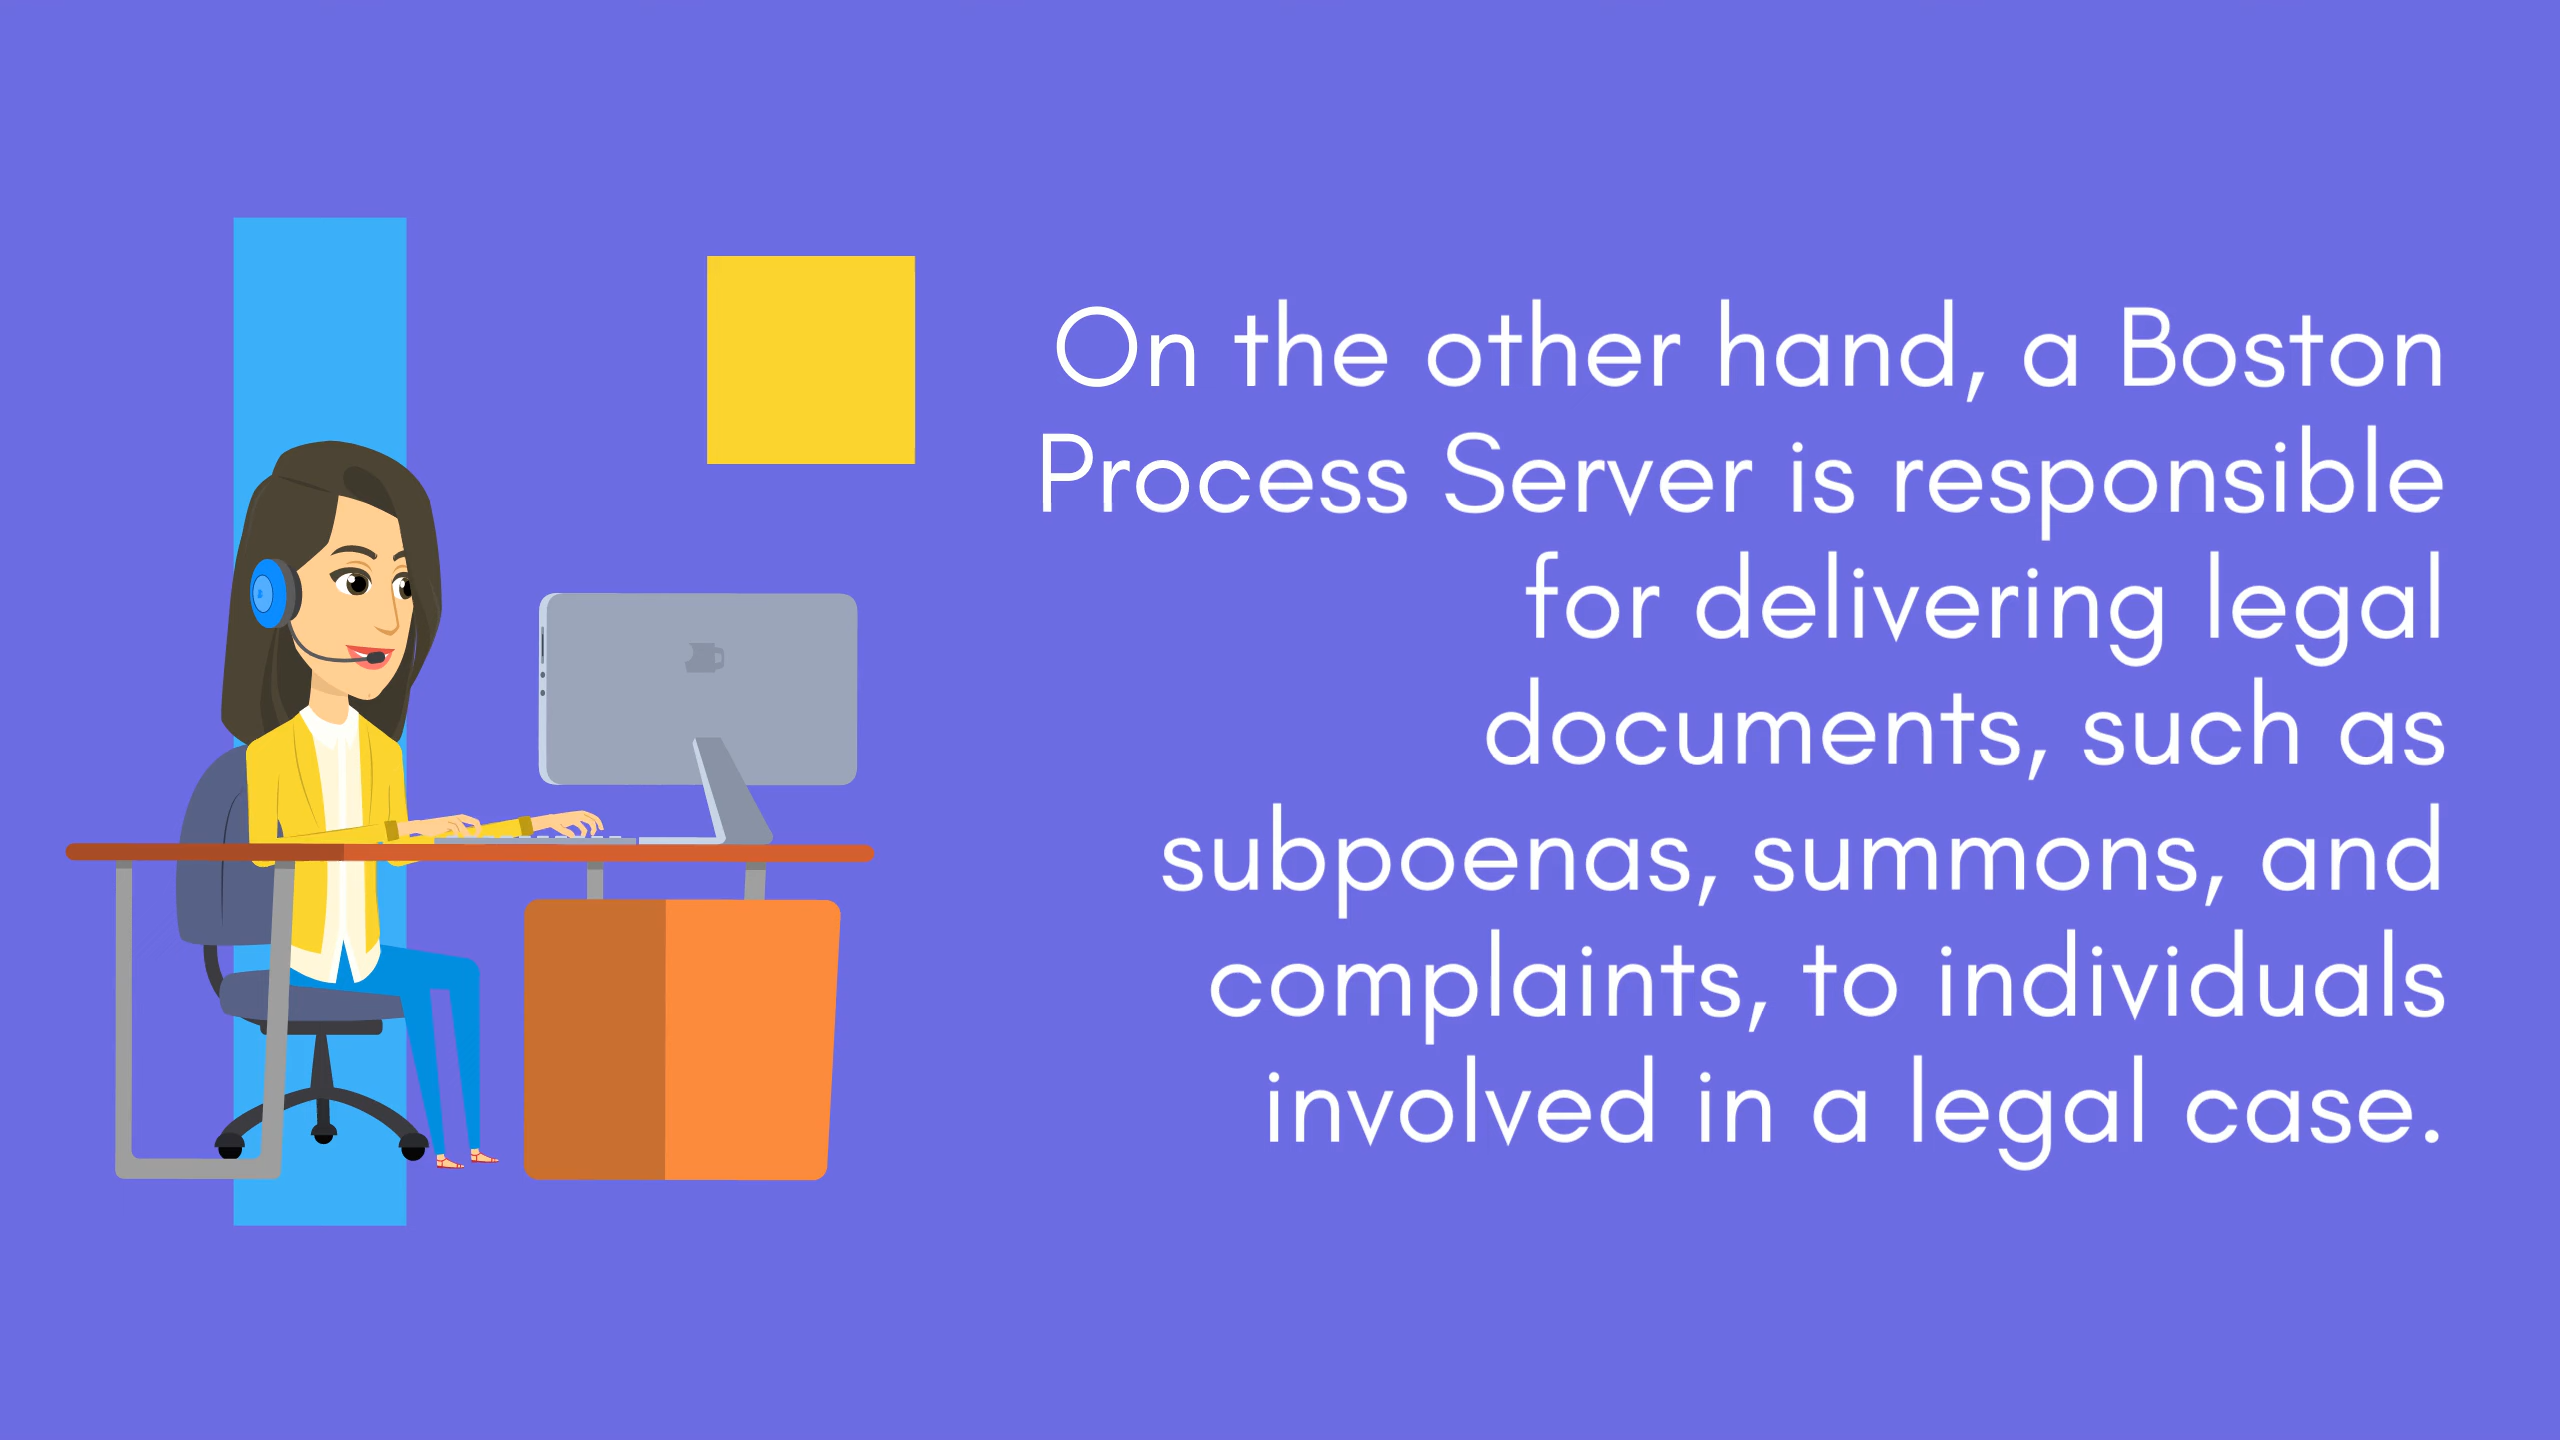 On the other hand, a Boston
Process Server is responsible
for delivering legal
documents, such as
subpoenas, summons, and
complaints, to individuals
involved in a legal case.